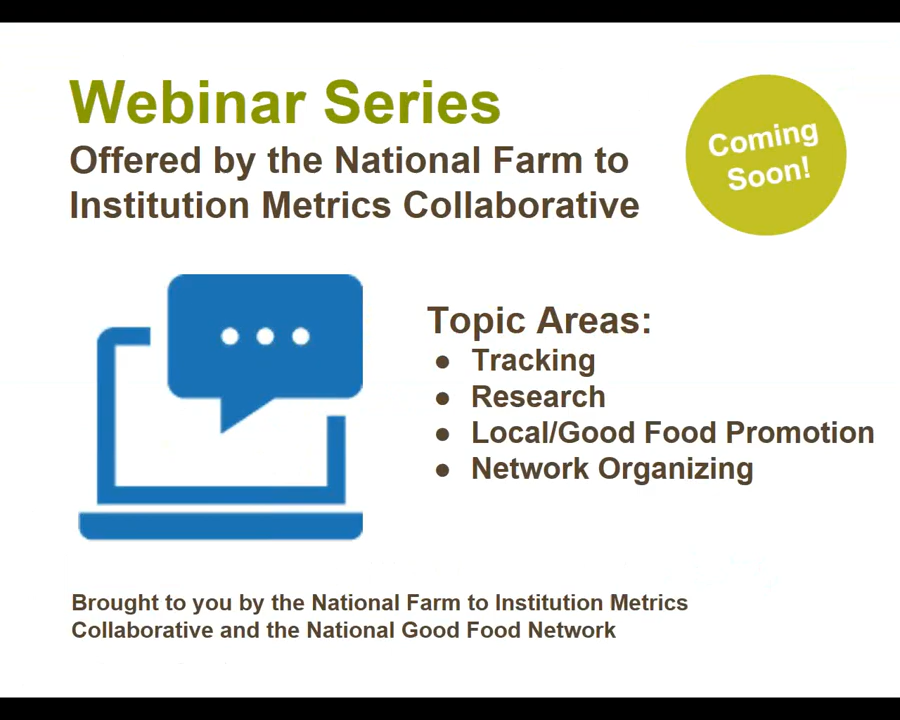 Webinar Series
Offered by the National Farm to
Institution Metrics Collaborative
Coming
Soon!
Topic Areas:
● Tracking
● Research
● Local/Good Food Promotion
● Network Organizing
Brought to you by the National Farm to Institution Metrics
Collaborative and the National Good Food Network